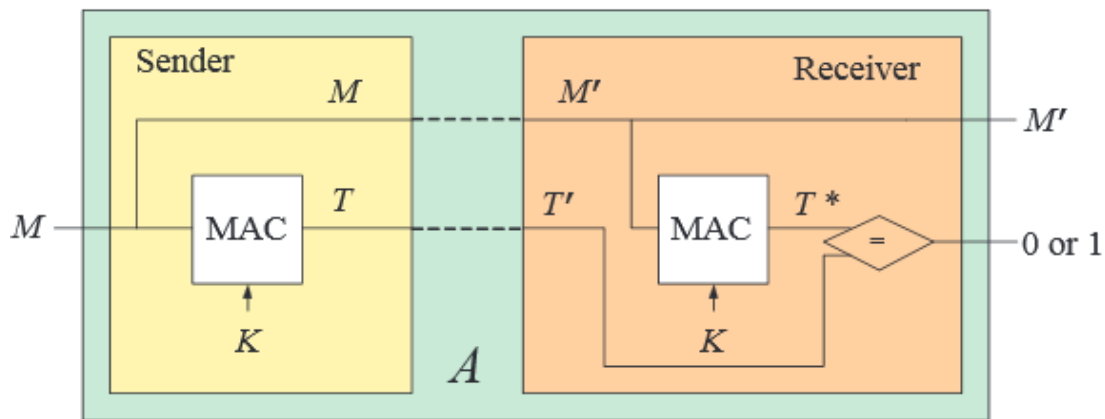 Sender
Receiver
M M′ M′
M MAC T T′ MAC T * = 0 or 1
K K
A